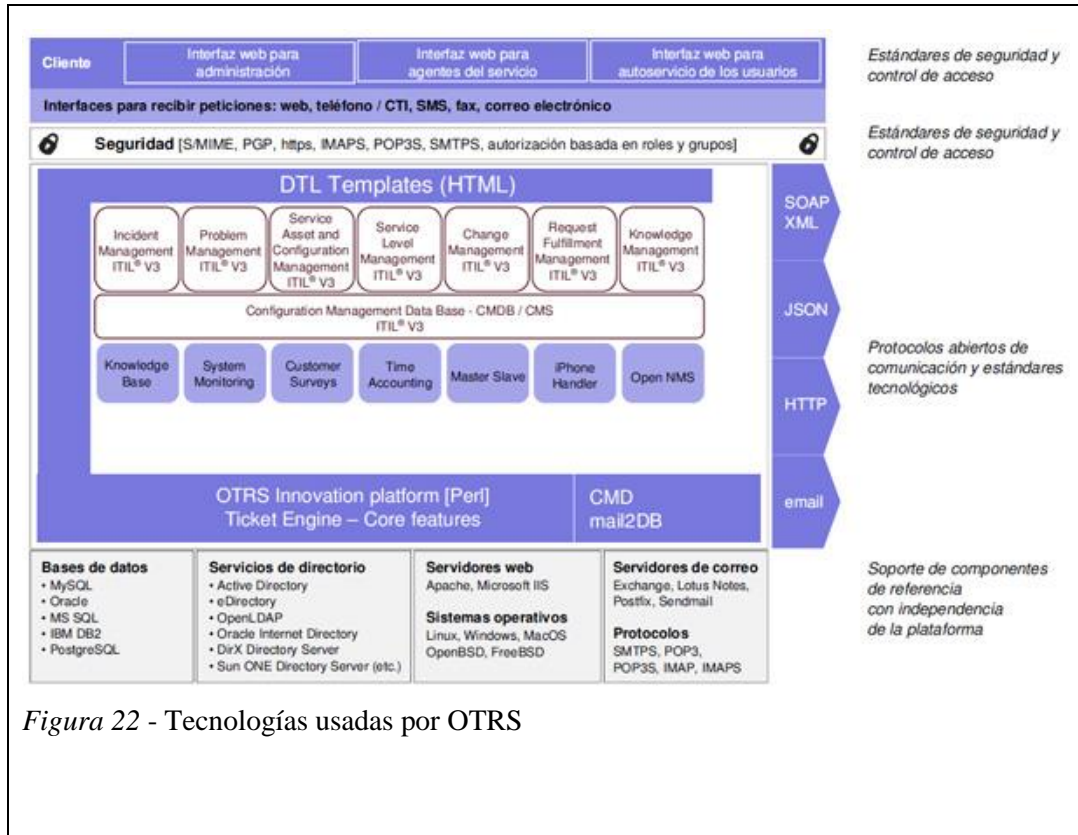 Cliente
Interfaz web para
administración
Interfaz web para
agentes del servicio
Interfaz web para
autoservicio de los usuarios
Estándares de seguridad y
control de acceso
Interfaces para recibir peticiones: web, teléfono / CTI, SMS, fax, correo electrónico
Seguridad [S/MIME, PGP, https, IMAPS, POP3S, SMTPS, autorización basada en roles y grupos]
Estándares de seguridad y
control de acceso
DTL Templates (HTML)
Incident
Management
ITIL® V3
Problem
Management
ITIL® V3
Service
Asset and
Configuration
Management
ITIL® V3
Service
Level
Management
ITIL® V3
Change
Management
ITIL® V3
Request
Fulfillment
Management
ITIL® V3
Knowledge
Management
ITIL® V3
Configuration Management Data Base - CMDB / CMS
ITIL® V3
Knowledge
Base
System
Monitoring
Customer
Surveys
Time
Accounting
Master Slave
iPhone
Handler
Open NMS
OTRS Innovation platform [Perl]
Ticket Engine – Core features
CMD
mail2DB
SOAP
XML
JSON
HTTP
email
Protocolos abiertos de
comunicación y estándares
tecnológicos
Bases de datos
• MySQL
• Oracle
• MS SQL
• IBM DB2
• PostgreSQL
Servicios de directorio
• Active Directory
• eDirectory
• OpenLDAP
• Oracle Internet Directory
• DirX Directory Server
• Sun ONE Directory Server (etc.)
Servidores web
Apache, Microsoft IIS
Sistemas operativos
Linux, Windows, MacOS
OpenBSD, FreeBSD
Servidores de correo
Exchange, Lotus Notes,
Postfix, Sendmail
Protocolos
SMTPS, POP3,
POP3S, IMAP, IMAPS
Soporte de componentes
de referencia
con independencia
de la plataforma
Figura 22 - Tecnologías usadas por OTRS